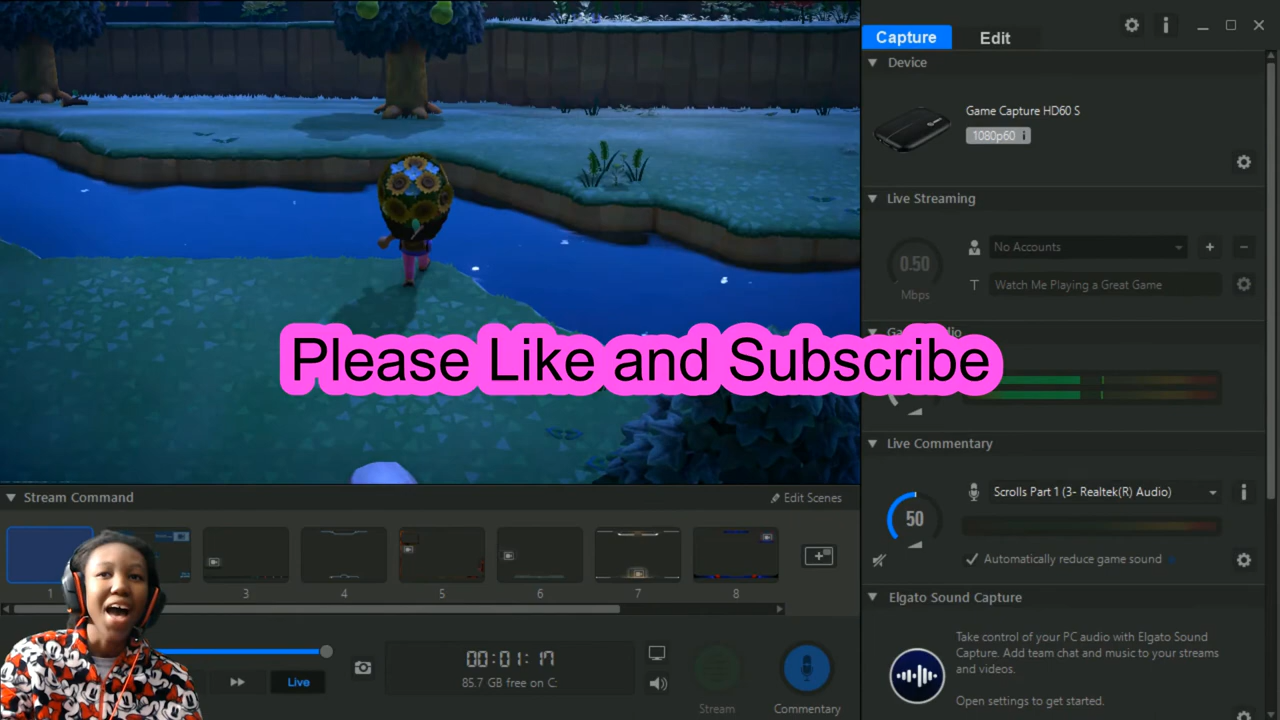 Capture
Edit
Device
Game Capture HD60 S
1080p60 i
Live Streaming
No Accounts
0.50
Mbps
T Watch Me Playing a Great Game
Please Like and Subscribe
Live Commentary
Scrolls Part 1 (3- Realtek(R) Audio)
50
Automatically reduce game sound
Elgato Sound Capture
Take control of your PC audio with Elgato Sound
Capture. Add team chat and music to your streams
and videos.
Open settings to get started.
Stream Command
Edit Scenes
1 3 4 5 6 7 8
Live
00:01:17
85.7 GB free on C:
Stream
Commentary